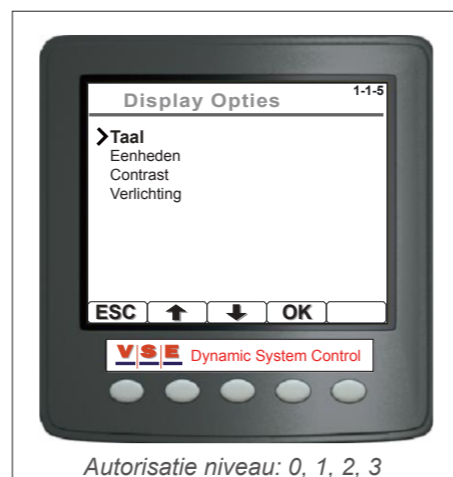 Display Opties 1-1-5
Taal
Eenheden
Contrast
Verlichting
ESC OK
VSE Dynamic System Control
Autorisatie niveau: 0, 1, 2, 3